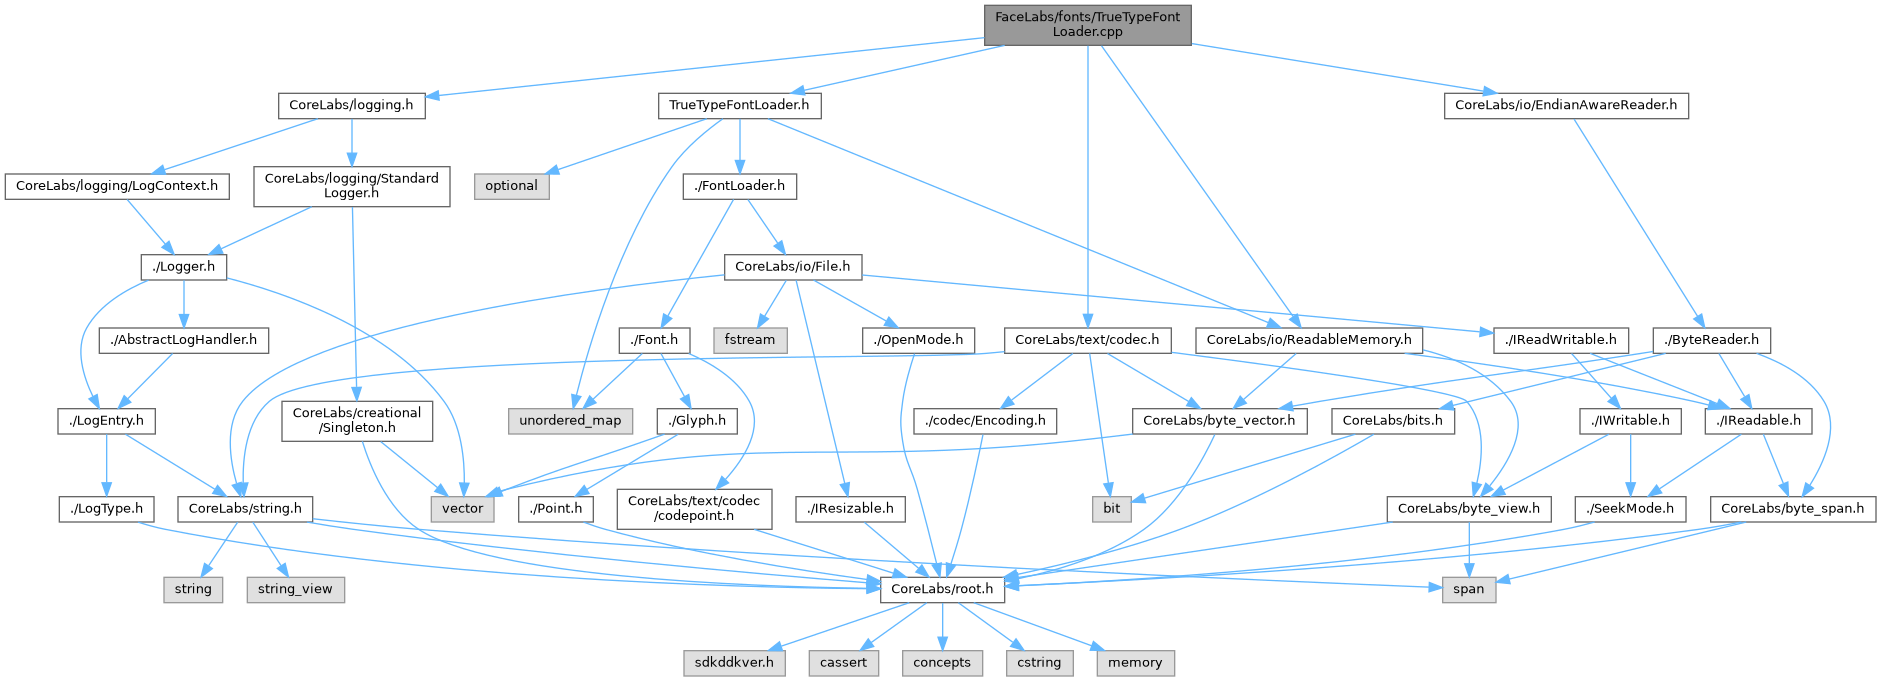 FaceLabs/fonts/TrueTypeFont
Loader.cpp
CoreLabs/logging.h
TrueTypeFontLoader.h
CoreLabs/io/EndianAwareReader.h
CoreLabs/logging/LogContext.h
CoreLabs/logging/Standard
Logger.h
optional
./FontLoader.h
./Logger.h
CoreLabs/io/File.h
./AbstractLogHandler.h
./Font.h
fstream
./OpenMode.h
CoreLabs/text/codec.h
CoreLabs/io/ReadableMemory.h
./IReadWritable.h
./ByteReader.h
./LogEntry.h
CoreLabs/creational
/Singleton.h
unordered_map
./Glyph.h
./codec/Encoding.h
CoreLabs/byte_vector.h
CoreLabs/bits.h
./IWritable.h
./IReadable.h
./LogType.h
CoreLabs/string.h
vector
./Point.h
CoreLabs/text/codec
/codepoint.h
./IResizable.h
bit
CoreLabs/byte_view.h
./SeekMode.h
CoreLabs/byte_span.h
string
string_view
CoreLabs/root.h
span
sdkddkver.h
cassert
concepts
cstring
memory